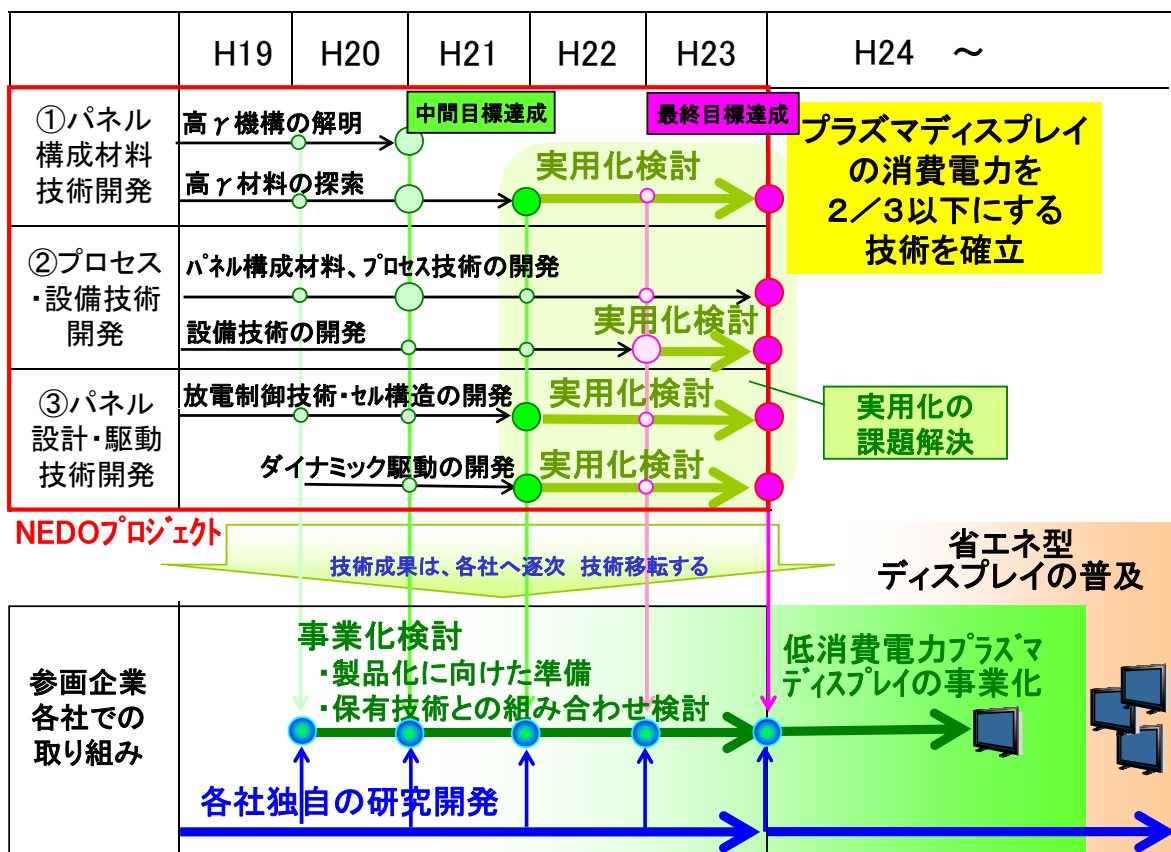 H19 H20 H21 H22 H23 H24 ～
①パネル
構成材料
技術開発
高γ機構の解明
高γ材料の探索
中間目標達成
最終目標達成
実用化検討
プラズマディスプレイ
の消費電力を
２／３以下にする
技術を確立
②プロセス
・設備技術
開発
パネル構成材料、プロセス技術の開発
設備技術の開発
実用化検討
③パネル
設計・駆動
技術開発
放電制御技術・セル構造の開発
実用化検討
ダイナミック駆動の開発
実用化検討
実用化の
課題解決
NEDOプロジェクト
技術成果は、各社へ逐次 技術移転する
省エネ型
ディスプレイの普及
参画企業
各社での
取り組み
事業化検討
・製品化に向けた準備
・保有技術との組み合わせ検討
低消費電力プラズマ
ディスプレイの事業化
各社独自の研究開発